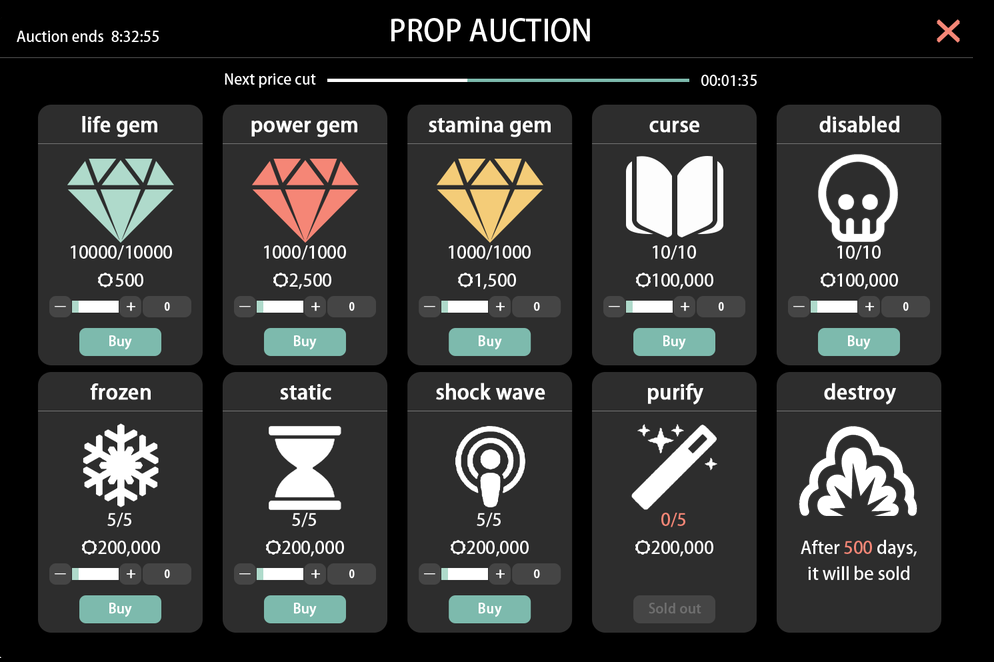 Auction ends 8:32:55
PROP AUCTION
Next price cut
00:01:35
life gem
10000/10000
500
− + 0
Buy
power gem
1000/1000
2,500
− + 0
Buy
stamina gem
1000/1000
1,500
− + 0
Buy
curse
10/10
100,000
− + 0
Buy
disabled
10/10
100,000
− + 0
Buy
frozen
5/5
200,000
− + 0
Buy
static
5/5
200,000
− + 0
Buy
shock wave
5/5
200,000
− + 0
Buy
purify
0/5
200,000
Sold out
destroy
After 500 days,
it will be sold